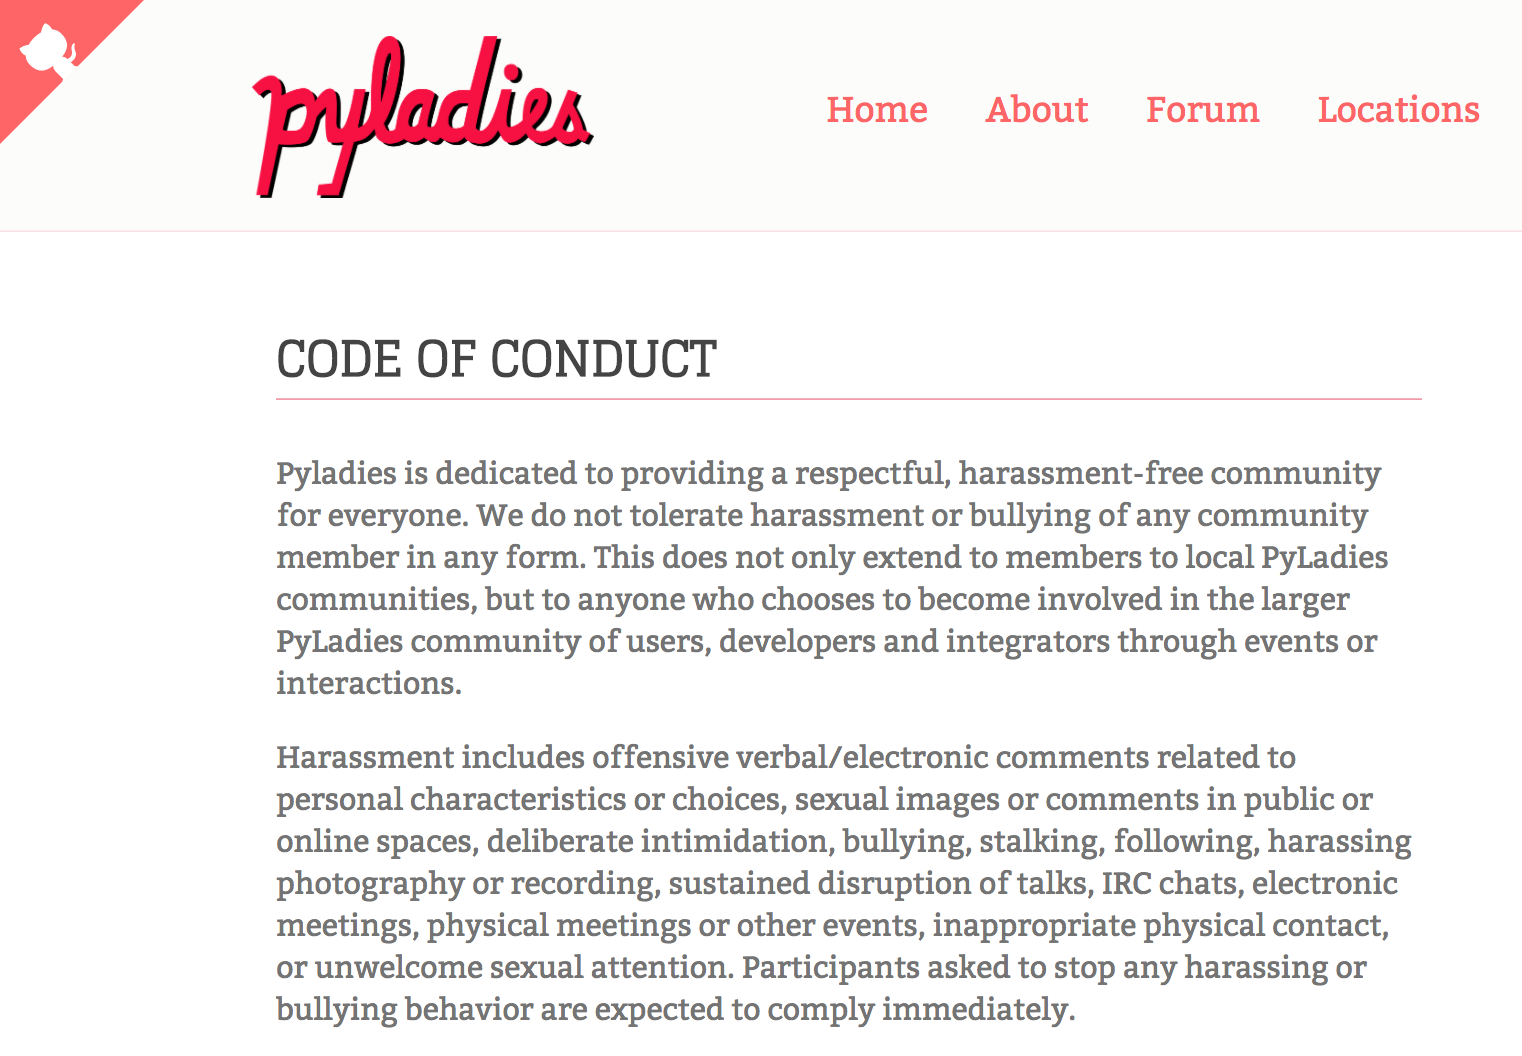 pyladies
Home About Forum Locations
CODE OF CONDUCT
Pyladies is dedicated to providing a respectful, harassment-free community
for everyone. We do not tolerate harassment or bullying of any community
member in any form. This does not only extend to members to local PyLadies
communities, but to anyone who chooses to become involved in the larger
PyLadies community of users, developers and integrators through events or
interactions.
Harassment includes offensive verbal/electronic comments related to
personal characteristics or choices, sexual images or comments in public or
online spaces, deliberate intimidation, bullying, stalking, following, harassing
photography or recording, sustained disruption of talks, IRC chats, electronic
meetings, physical meetings or other events, inappropriate physical contact,
or unwelcome sexual attention. Participants asked to stop any harassing or
bullying behavior are expected to comply immediately.